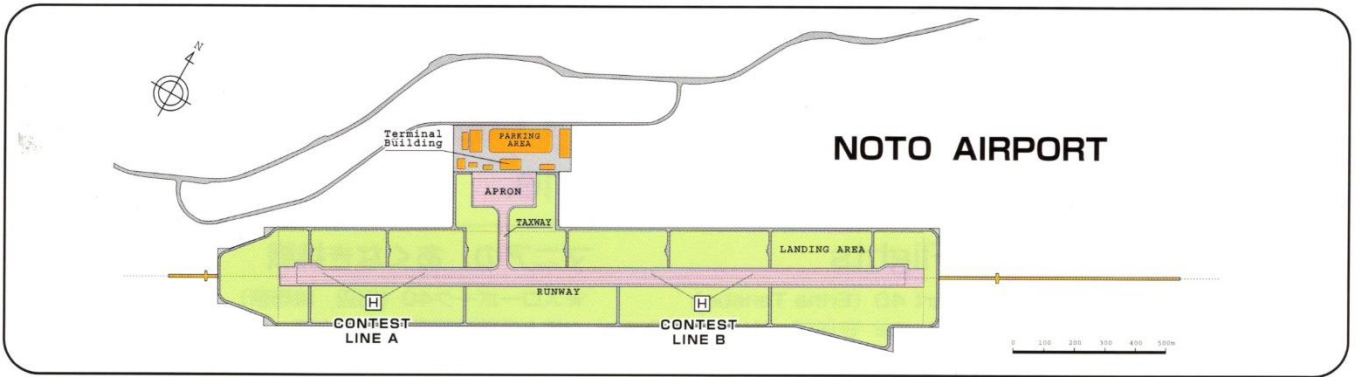 N
NOTO AIRPORT
Terminal
Building
PARKING
AREA
APRON
TAXWAY
LANDING AREA
RUNWAY
H
CONTEST
LINE A
H
CONTEST
LINE B
0 100 200 300 400 500m